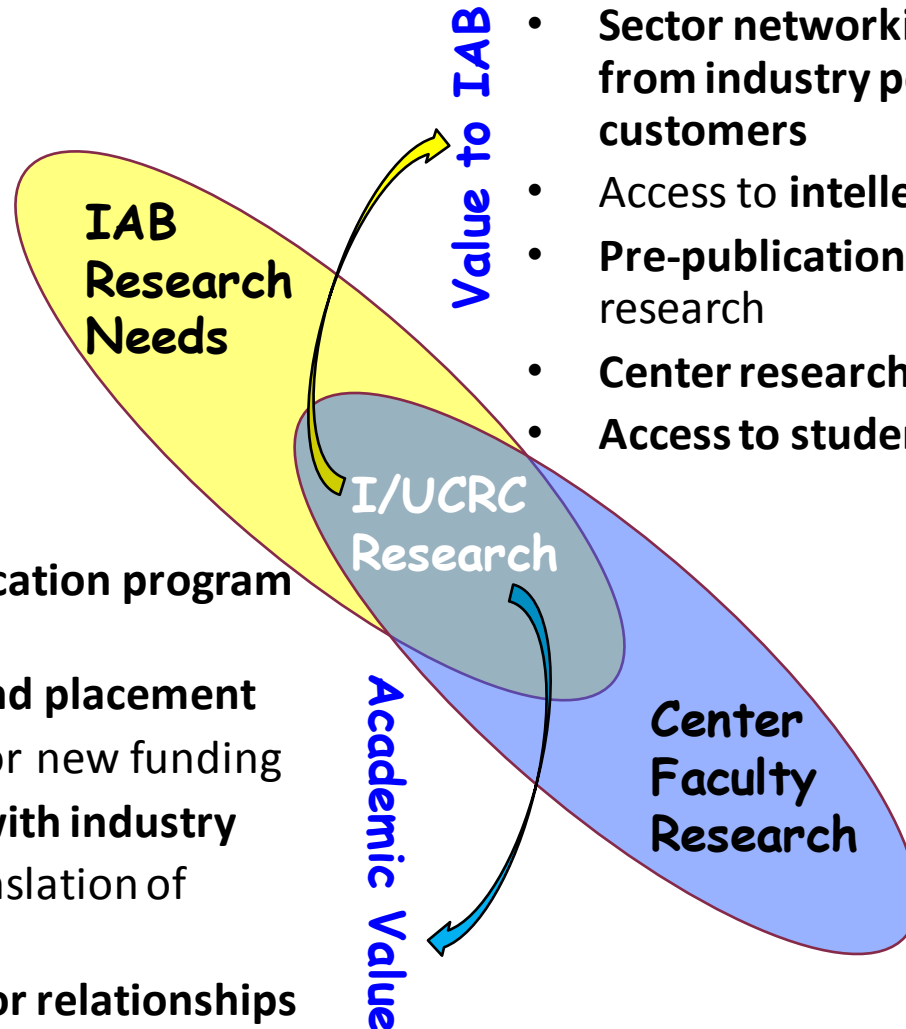 Value to IAB
• Sector networki
from industry pe
customers
• Access to intelle
• Pre-publication
research
• Center research
• Access to studen
IAB
Research
Needs
I/UCRC
Research
Center
Faculty
Research
cation program
nd placement
or new funding
with industry
nslation of
or relationships
Academic Value